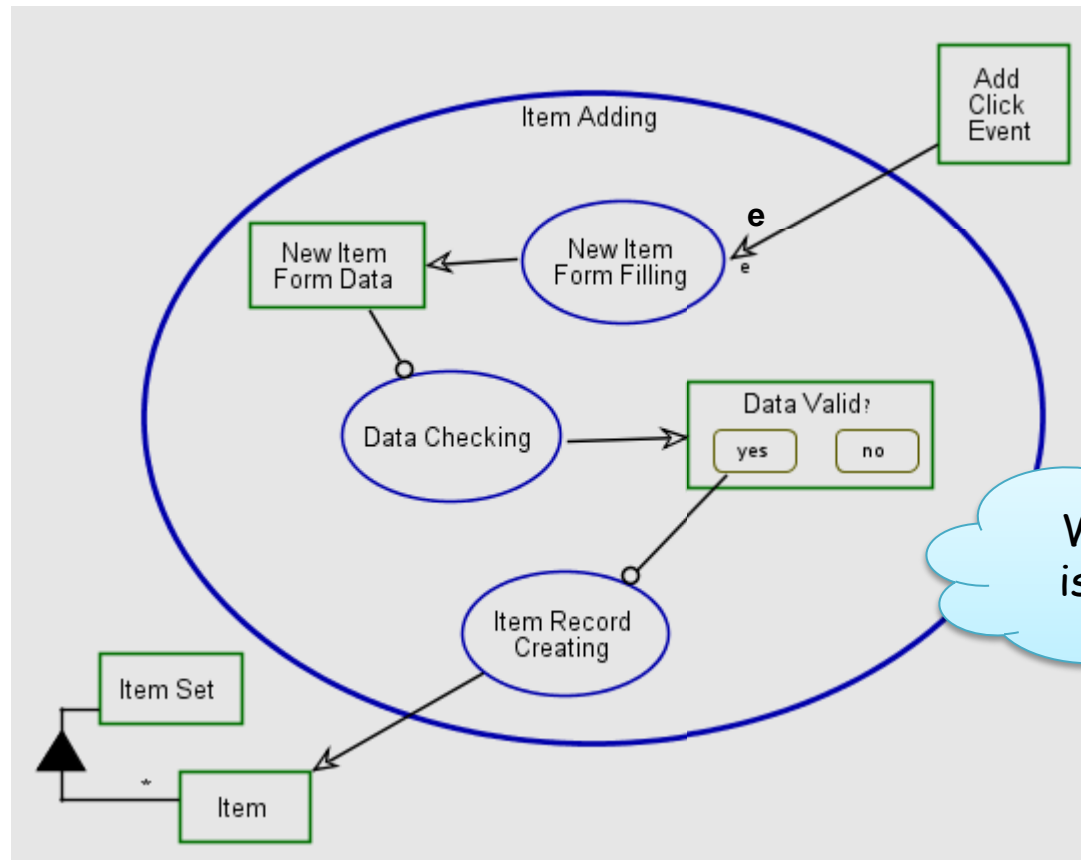 Add
Click
Event
Item Adding
e
e
New Item
Form Filling
New Item
Form Data
Data Valid?
yes no
Data Checking
Item Record
Creating
Item Set
*
Item
is